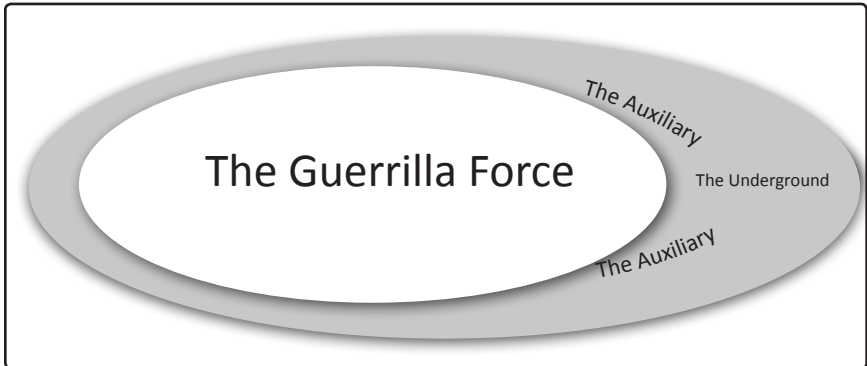 The Auxiliary
The Guerrilla Force
The Underground
The Auxiliary